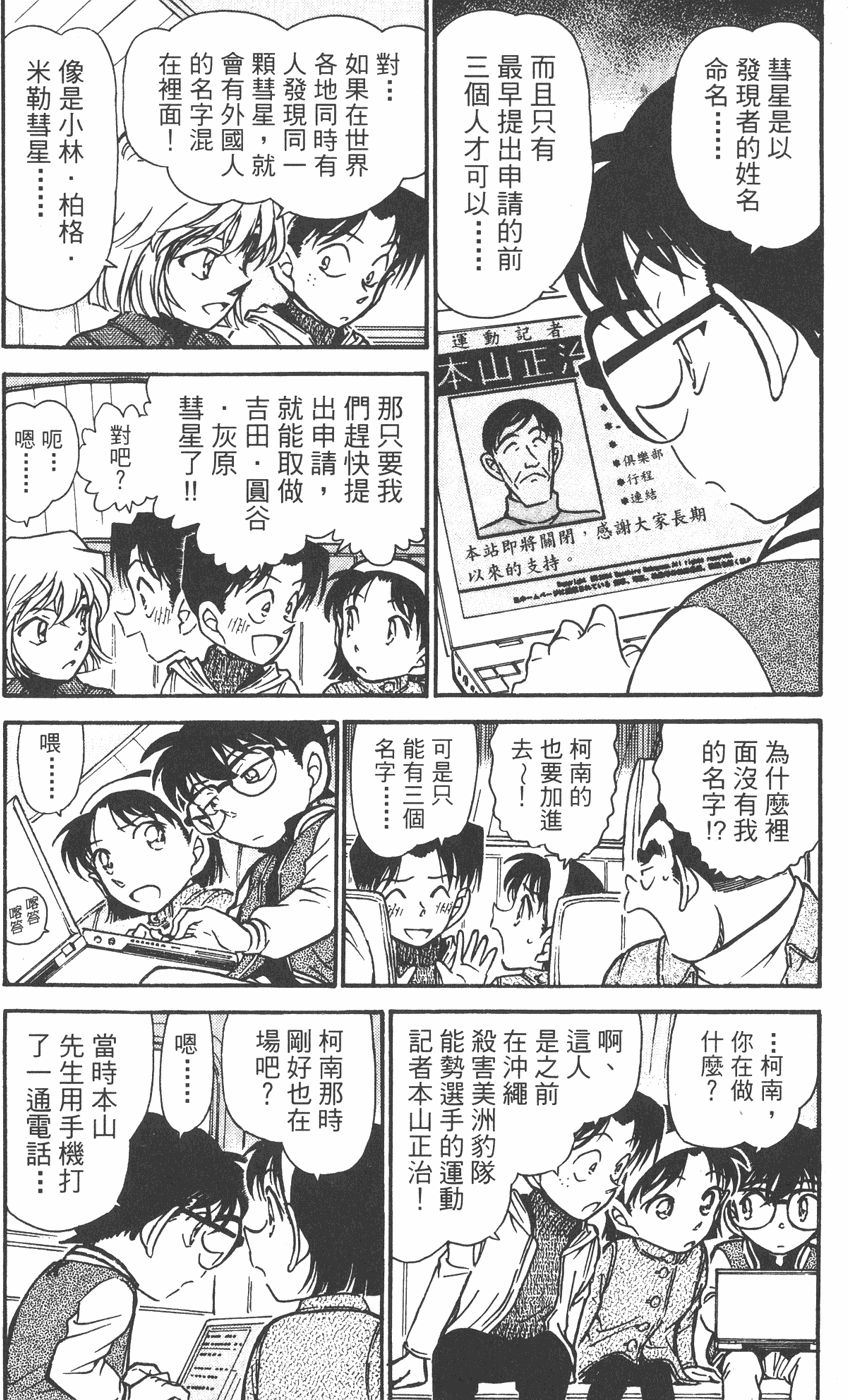 彗星是以
發現者的姓名
命名……
而且只有
最早提出申請的前
三個人才可以……
運動記者
本山正治
＊俱樂部
＊行程
＊連結
本站即將關閉，感謝大家長期
以來的支持。
對…
如果在世界
各地同時有
人發現同一
顆彗星，就
會有外國人
的名字混
在裡面！
像是小林．柏格．
米勒彗星……
那只要我
們趕快提
出申請，
就能取做
吉田．圓谷
．灰原
彗星了!!
對吧？
呃…
嗯……
為什麼裡
面沒有我
的名字!?
柯南的
也要加進
去～！
可是只
能有三個
名字……
喂……
喀答
喀答
…柯南，
你在做
什麼？
啊、
這人
是之前
在沖繩
殺害美洲豹隊
能勢選手的運動
記者本山正治！
柯南那時
剛好也在
場吧？
嗯……
當時本山
先生用手機打
了一通電話…